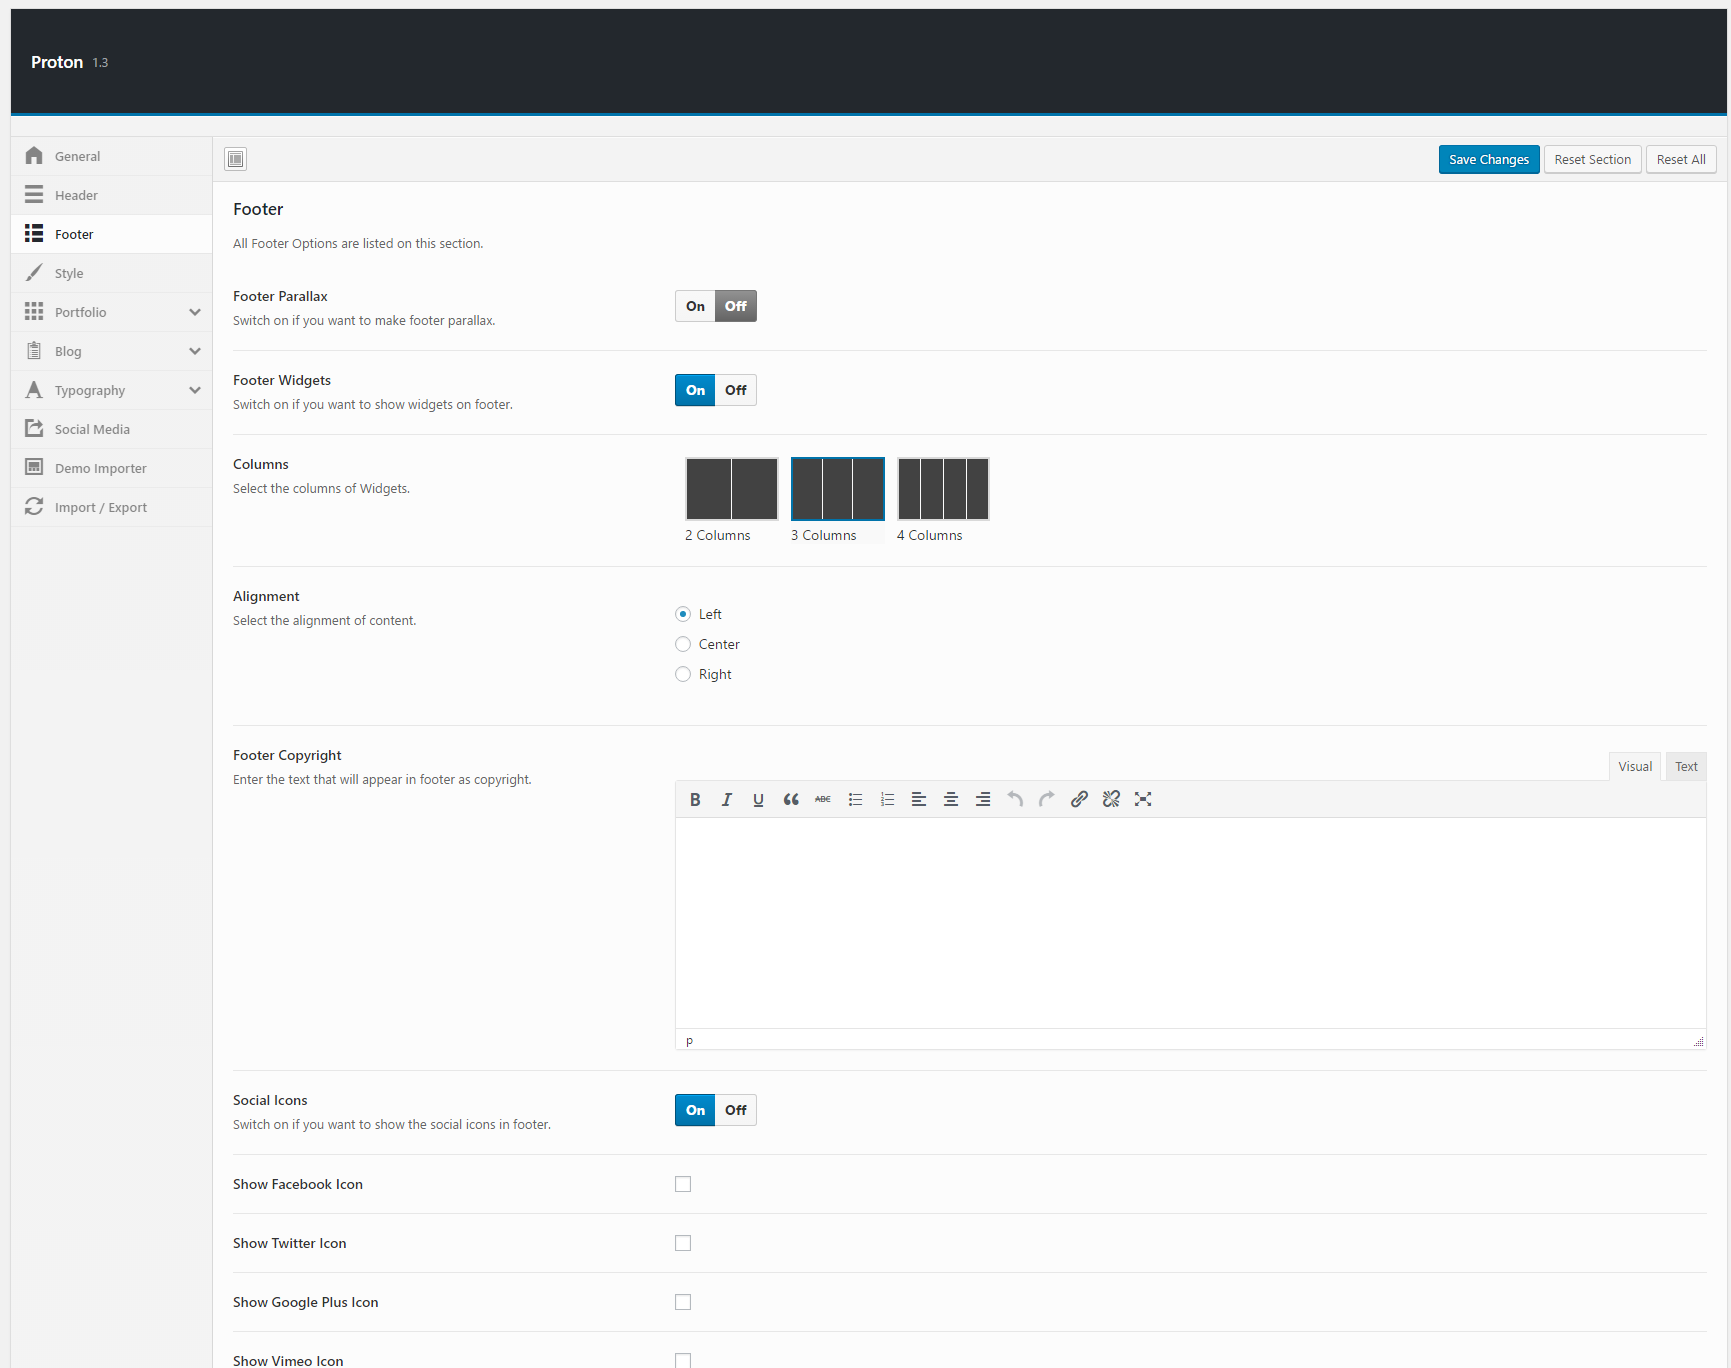 Proton 1.3
General
Header
Footer
Style
Portfolio
Blog
Typography
Social Media
Demo Importer
Import / Export
Save Changes Reset Section Reset All
Footer
All Footer Options are listed on this section.
Footer Parallax
Switch on if you want to make footer parallax.
On Off
Footer Widgets
Switch on if you want to show widgets on footer.
On Off
Columns
Select the columns of Widgets.
2 Columns 3 Columns 4 Columns
Alignment
Select the alignment of content.
Left
Center
Right
Footer Copyright
Enter the text that will appear in footer as copyright.
Visual Text
B I U ABC
p
Social Icons
Switch on if you want to show the social icons in footer.
On Off
Show Facebook Icon
Show Twitter Icon
Show Google Plus Icon
Show Vimeo Icon